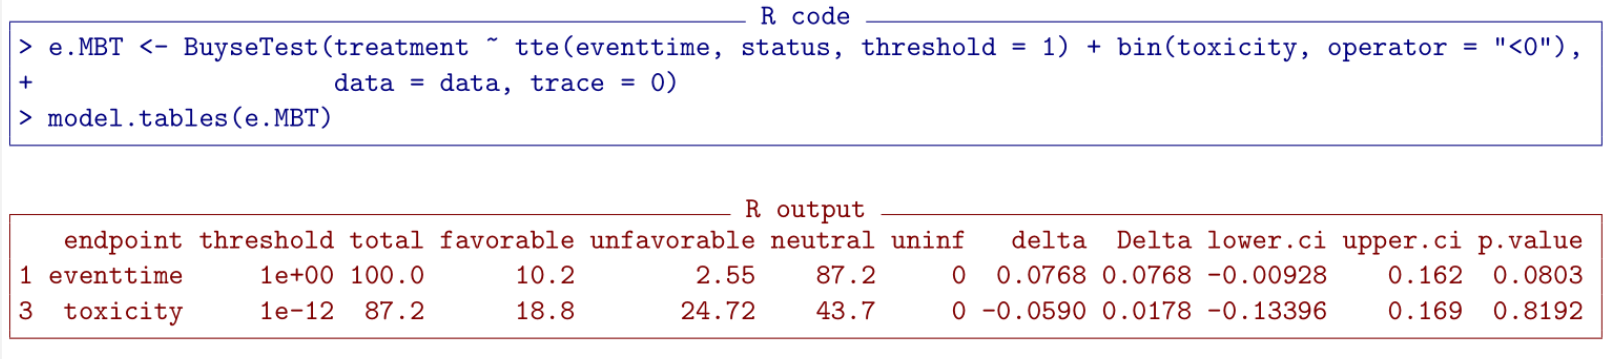 R code
> e.MBT <- BuyseTest(treatment ~ tte(eventtime, status, threshold = 1) + bin(toxicity, operator = "<0"),
+                    data = data, trace = 0)
> model.tables(e.MBT)
R output
   endpoint threshold total favorable unfavorable neutral uninf   delta  Delta lower.ci upper.ci p.value
1 eventtime     1e+00 100.0      10.2        2.55    87.2     0  0.0768 0.0768 -0.00928    0.162  0.0803
3  toxicity     1e-12  87.2      18.8       24.72    43.7     0 -0.0590 0.0178 -0.13396    0.169  0.8192